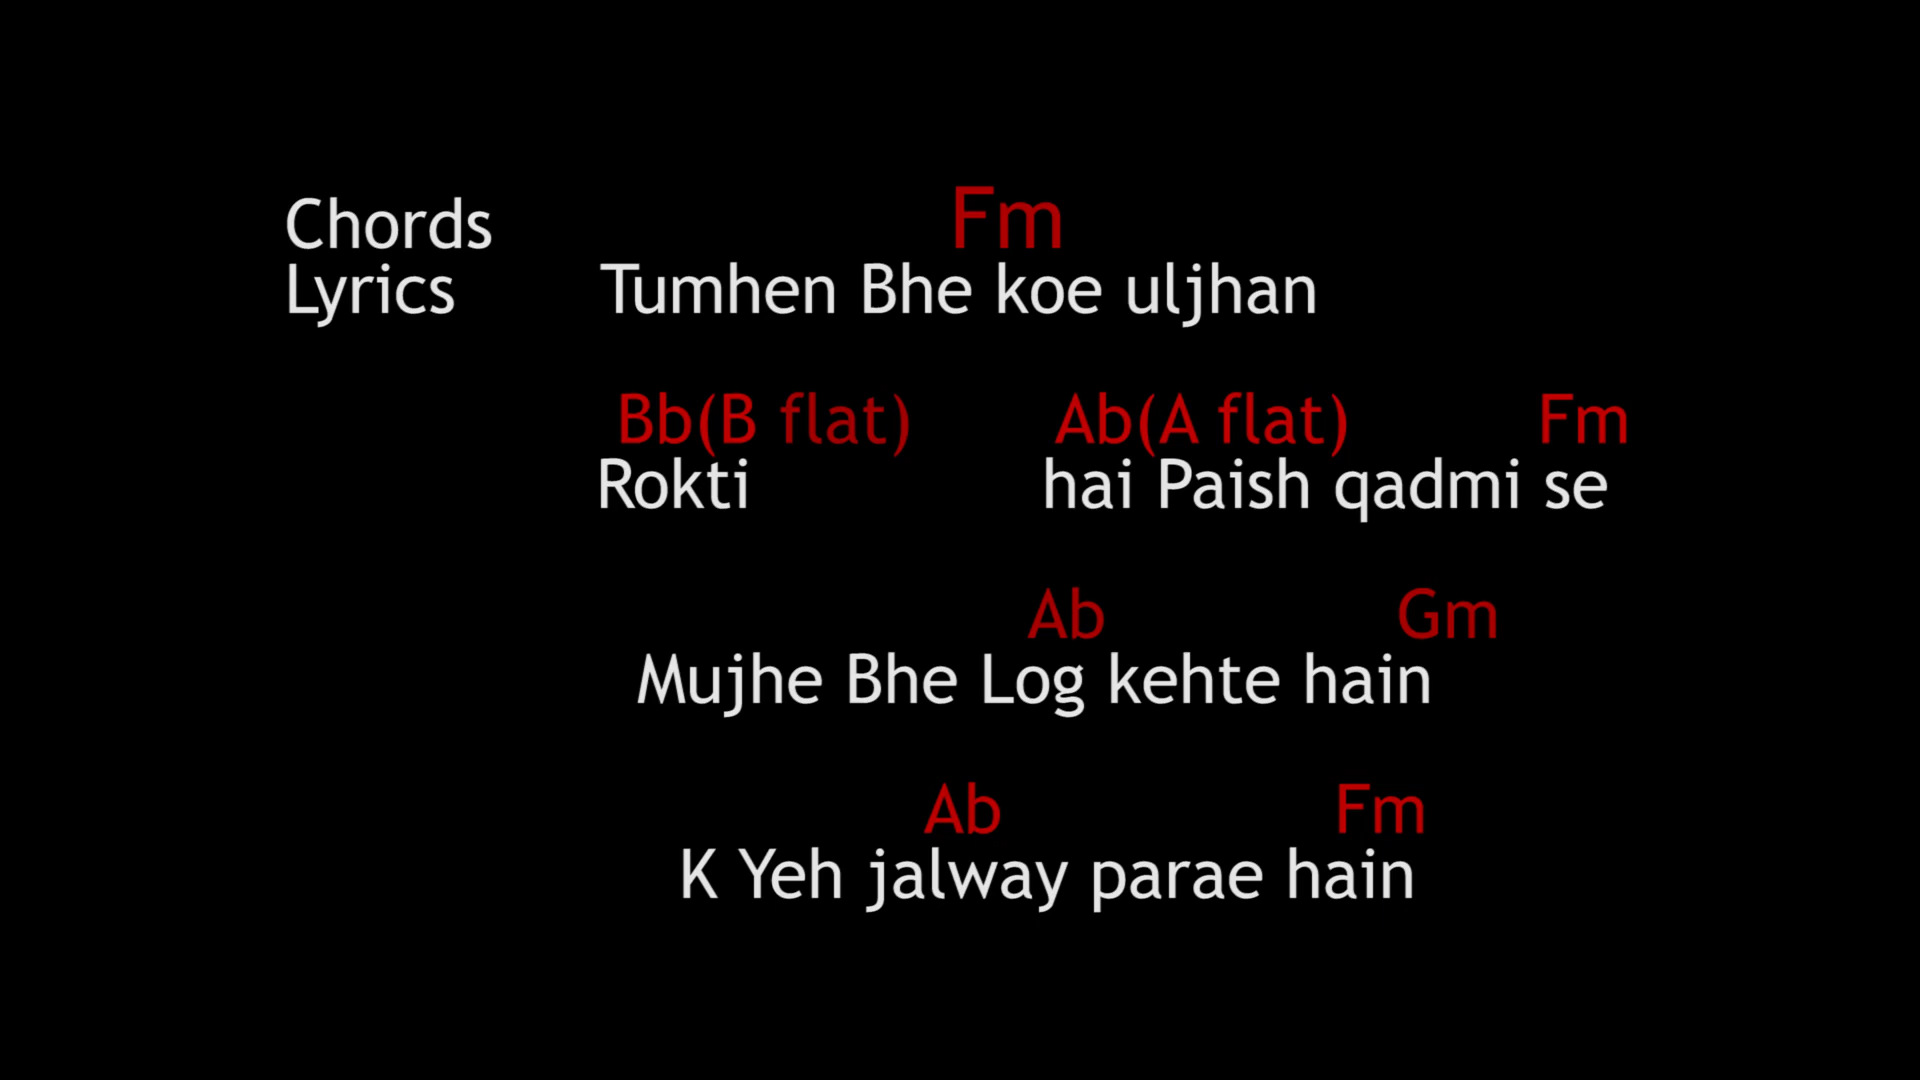 Chords Fm
Lyrics Tumhen Bhe koe uljhan
Bb(B flat) Ab(A flat) Fm
Rokti hai Paish qadmi se
Ab Gm
Mujhe Bhe Log kehte hain
Ab Fm
K Yeh jalway parae hain